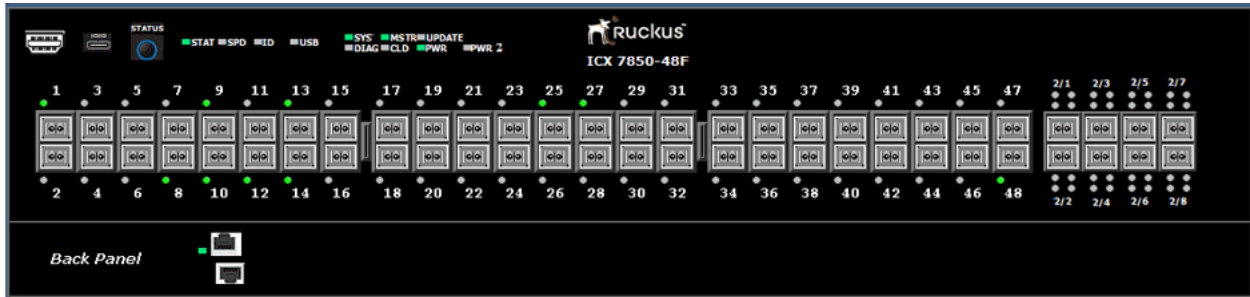 STATUS
STAT SPD ID USB
SYS MSTR UPDATE
DIAG CLD PWR PWR 2
Ruckus
ICX 7850-48F
1 3 5 7 9 11 13 15 17 19 21 23 25 27 29 31 33 35 37 39 41 43 45 47 2/1 2/3 2/5 2/7
2 4 6 8 10 12 14 16 18 20 22 24 26 28 30 32 34 36 38 40 42 44 46 48 2/2 2/4 2/6 2/8
Back Panel